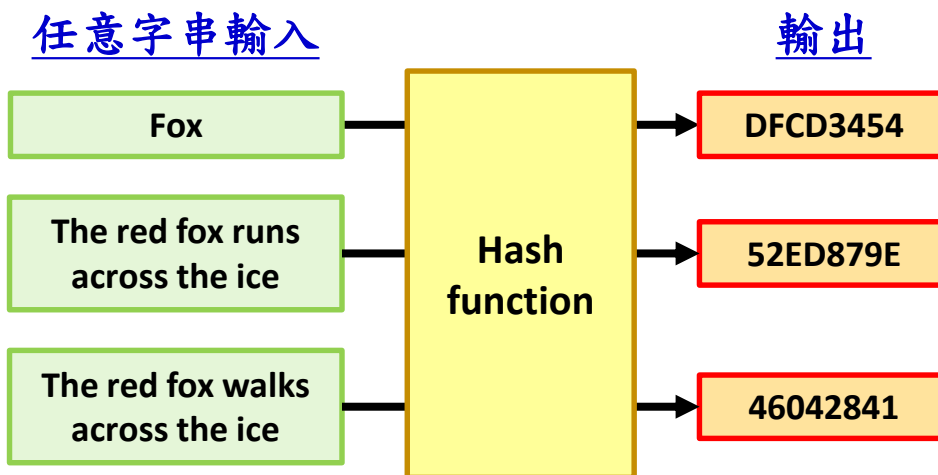 任意字串輸入
輸出
Fox
DFCD3454
The red fox runs
across the ice
Hash
function
52ED879E
The red fox walks
across the ice
46042841